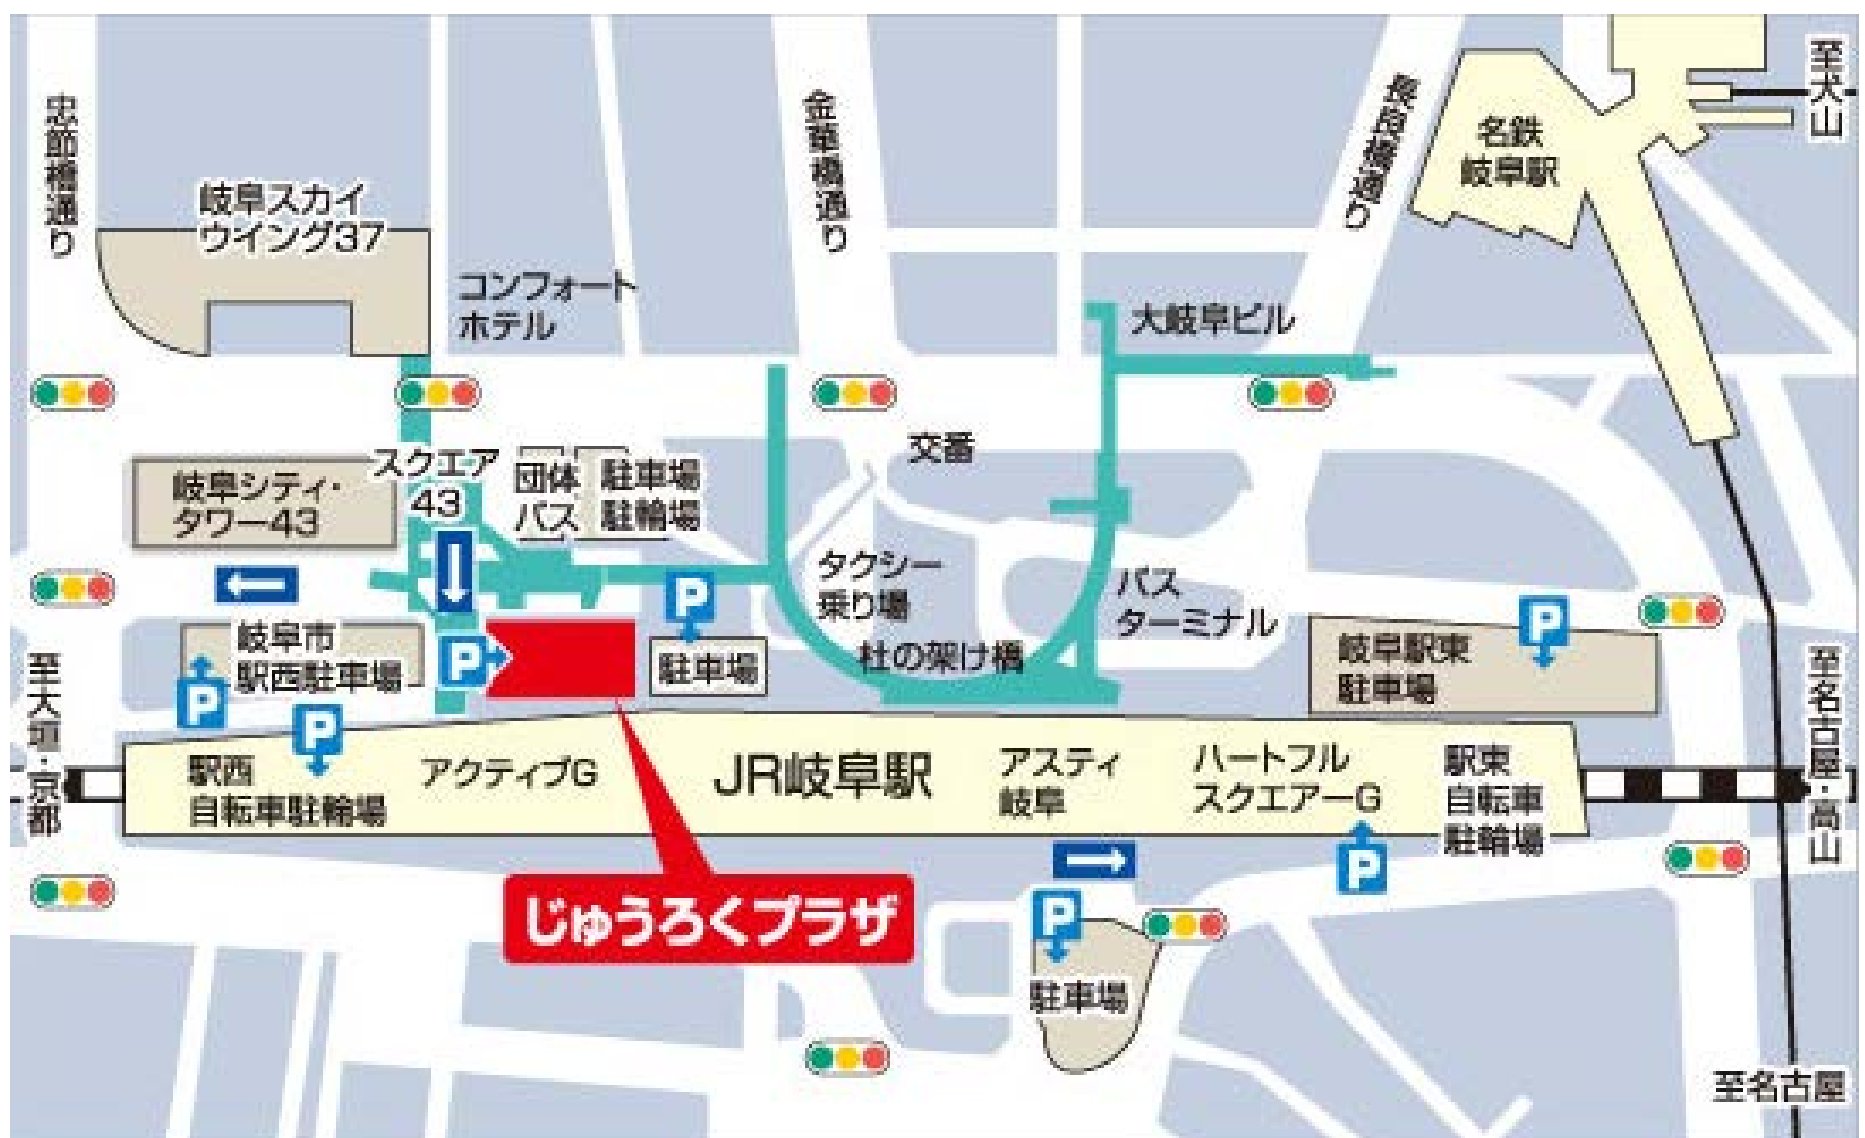 忠節橋通り
金華橋通り
長良橋通り
至犬山
名鉄
岐阜駅
岐阜スカイ
ウイング37
コンフォート
ホテル
大岐阜ビル
交番
スクエア
43
団体
バス
駐車場
駐輪場
岐阜シティ・
タワー43
タクシー
乗り場
バス
ターミナル
P
P
岐阜市
駅西駐車場
P
駐車場
杜の架け橋
岐阜駅東
駐車場
P
P
至大垣・京都
至名古屋・高山
駅西
自転車駐輪場
アクティブG
JR岐阜駅
アスティ
岐阜
ハートフル
スクエアーG
駅東
自転車
駐輪場
P
P
じゅうろくプラザ
駐車場
至名古屋